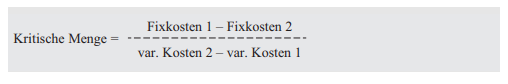 Fixkosten 1 – Fixkosten 2
Kritische Menge =
var. Kosten 2 – var. Kosten 1